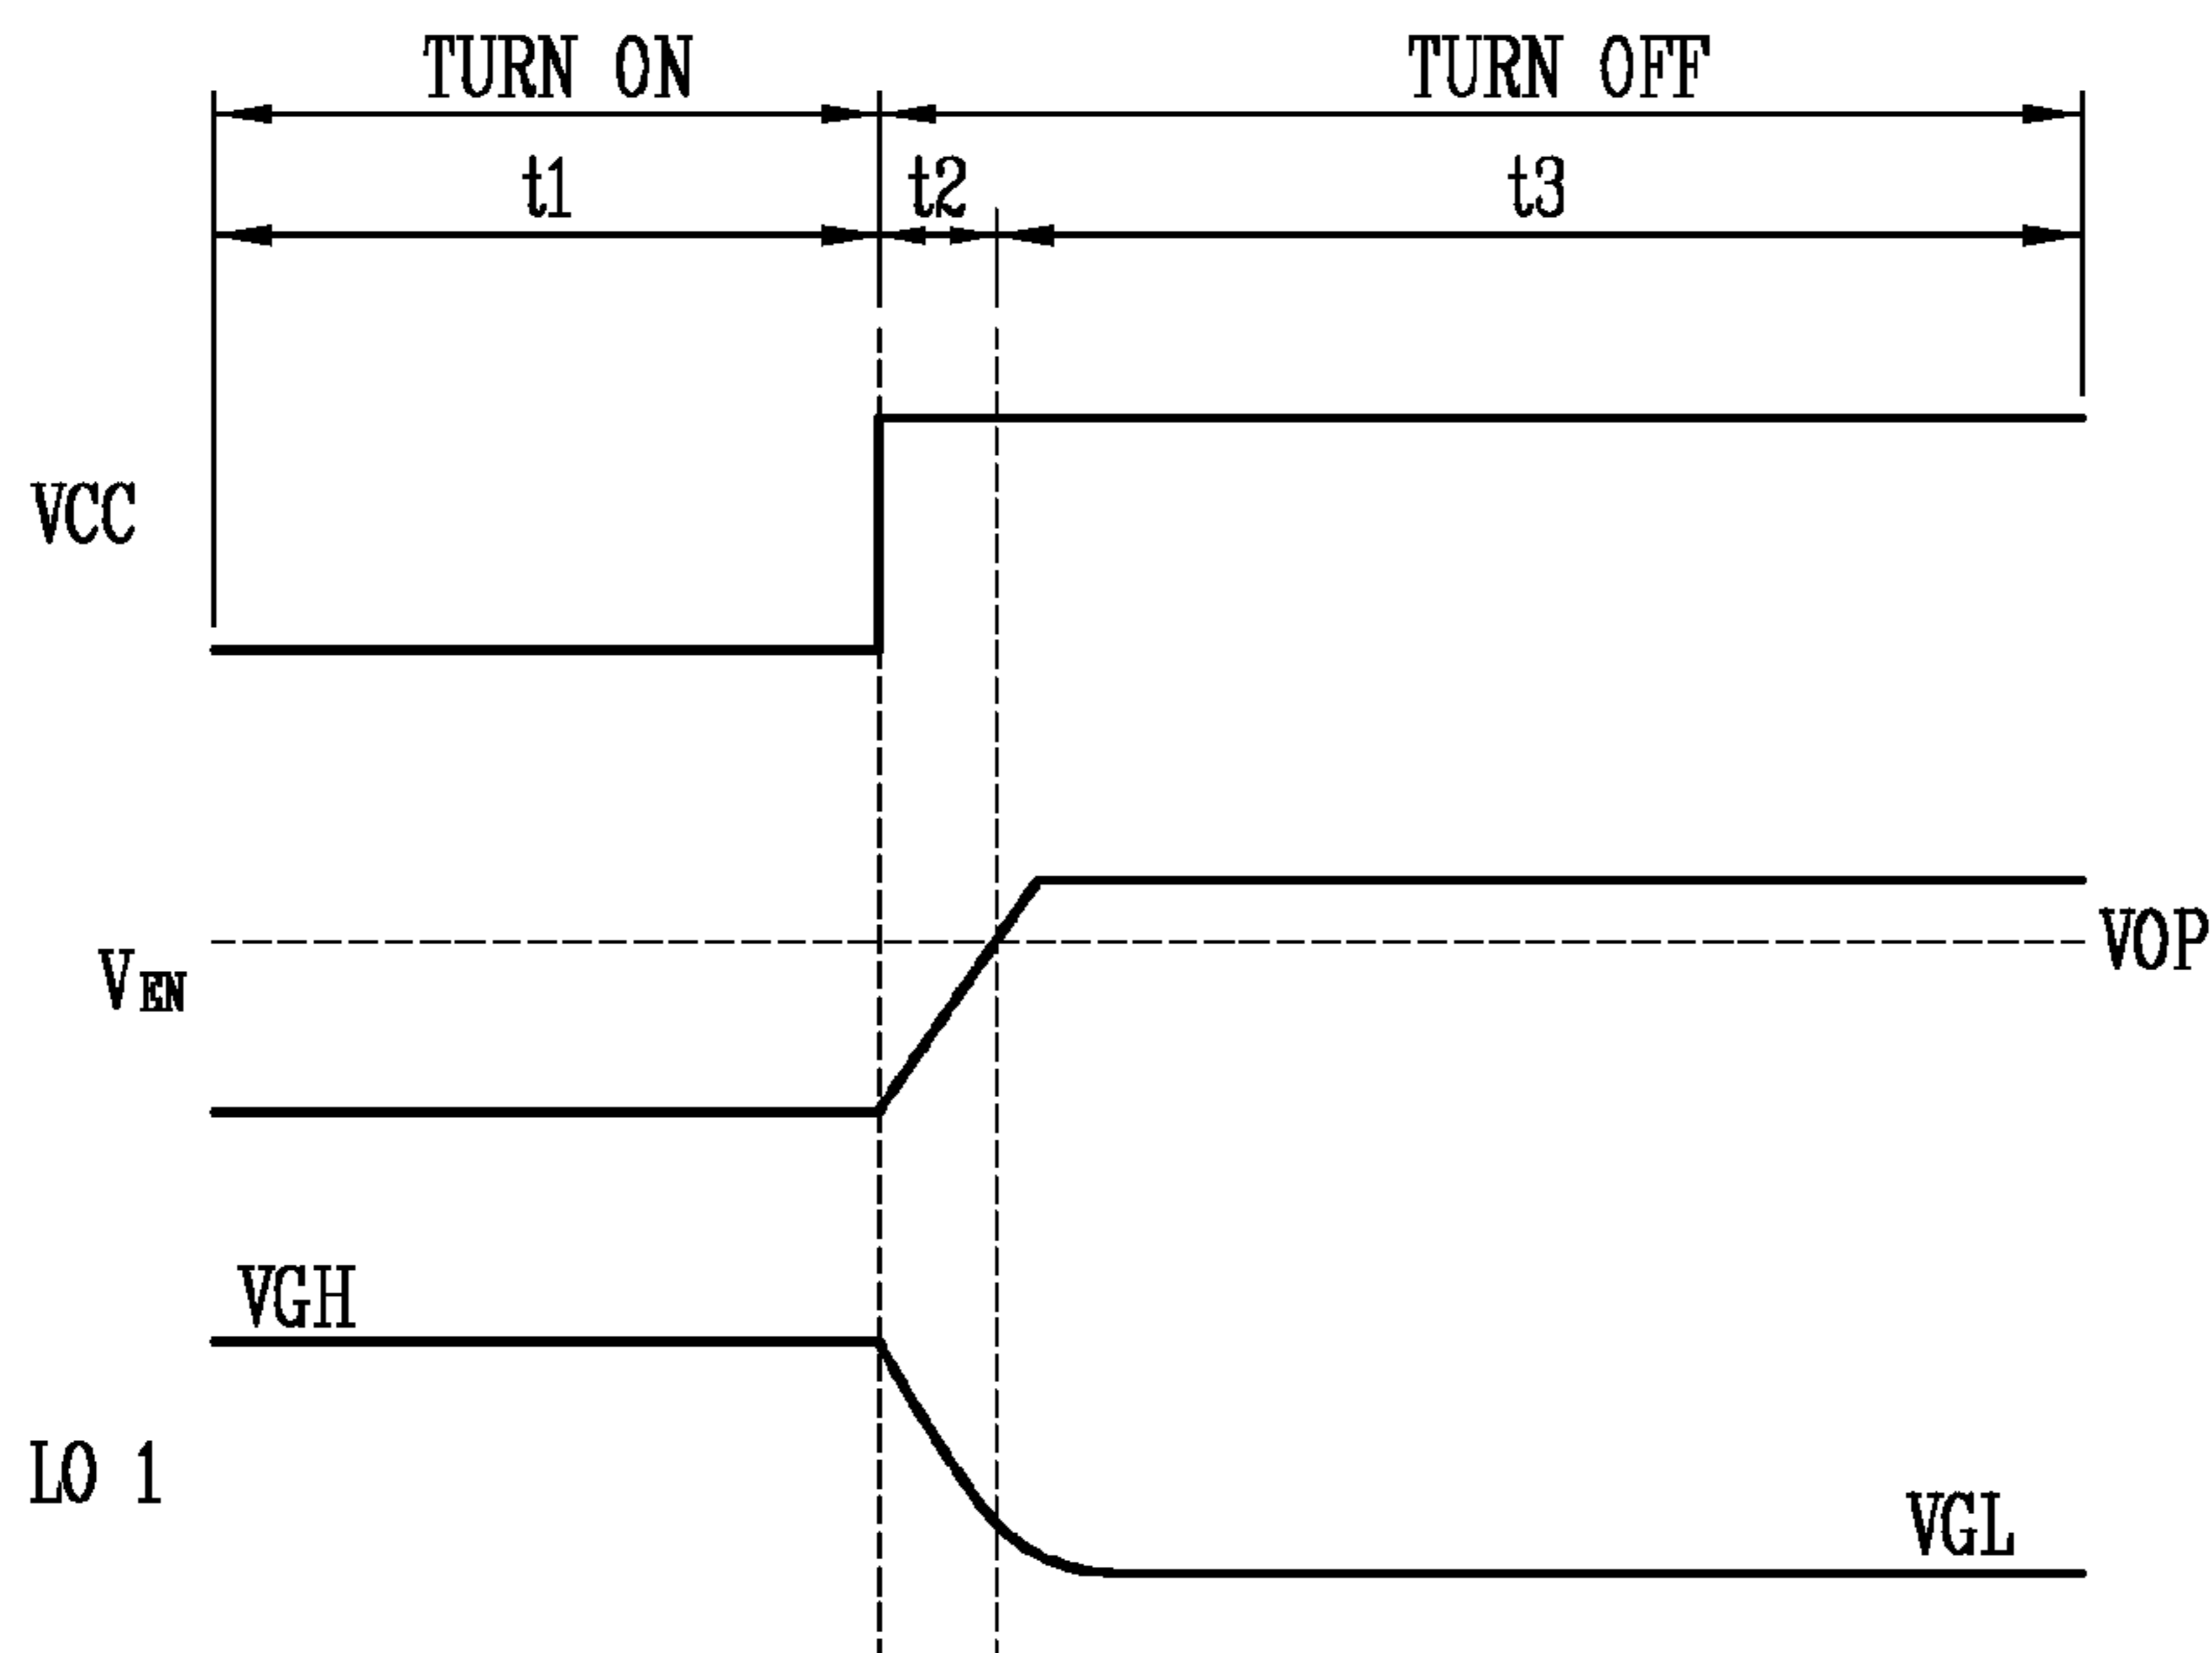 TURN ON TURN OFF
t1 t2 t3
VCC
VEN VOP
VGH
LO 1
VGL